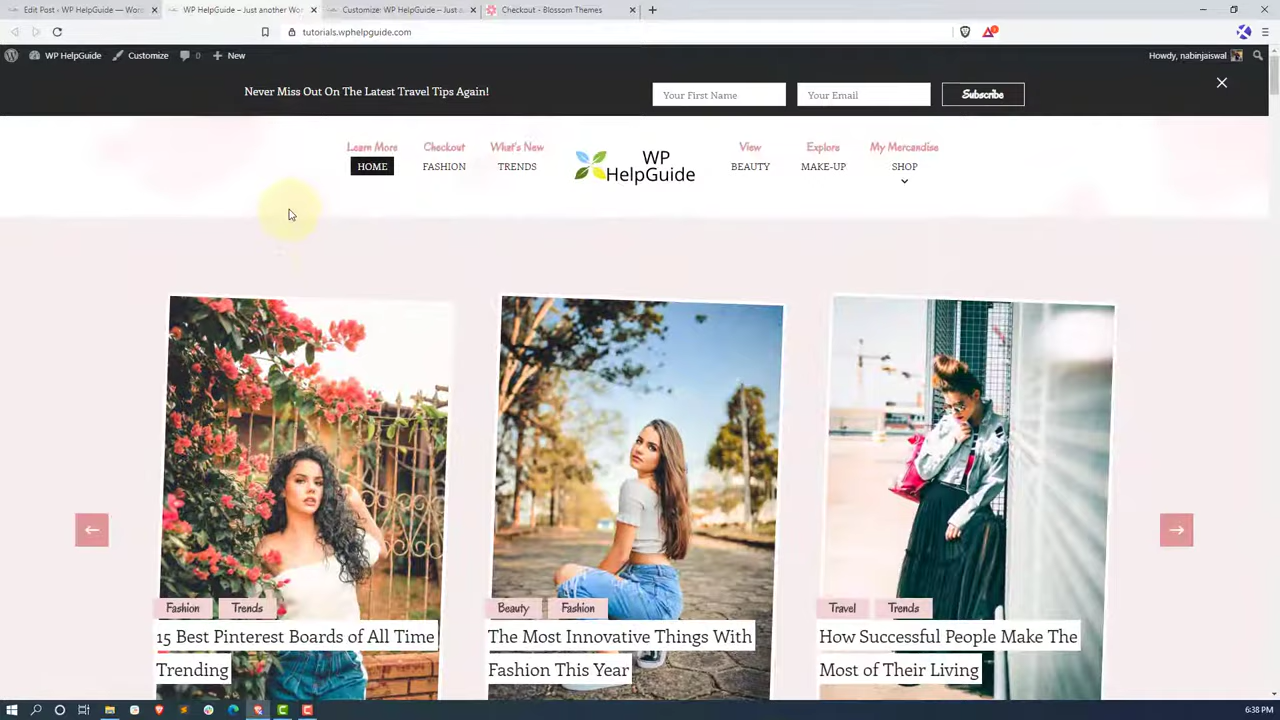 Edit Post ‹ WP HelpGuide — Wor
WP HelpGuide – Just another Wo
Customize: WP HelpGuide – Just a
Checkout - Blossom Themes
tutorials.wphelpguide.com
WP HelpGuide
Customize
0
New
Howdy, nabinjaiswal
Never Miss Out On The Latest Travel Tips Again!
Your First Name
Your Email
Subscribe
Learn More
Checkout
What's New
View
Explore
My Mercandise
HOME
FASHION
TRENDS
WP
HelpGuide
BEAUTY
MAKE-UP
SHOP
Fashion
Trends
15 Best Pinterest Boards of All Time
Trending
Beauty
Fashion
The Most Innovative Things With
Fashion This Year
Travel
Trends
How Successful People Make The
Most of Their Living
6:38 PM